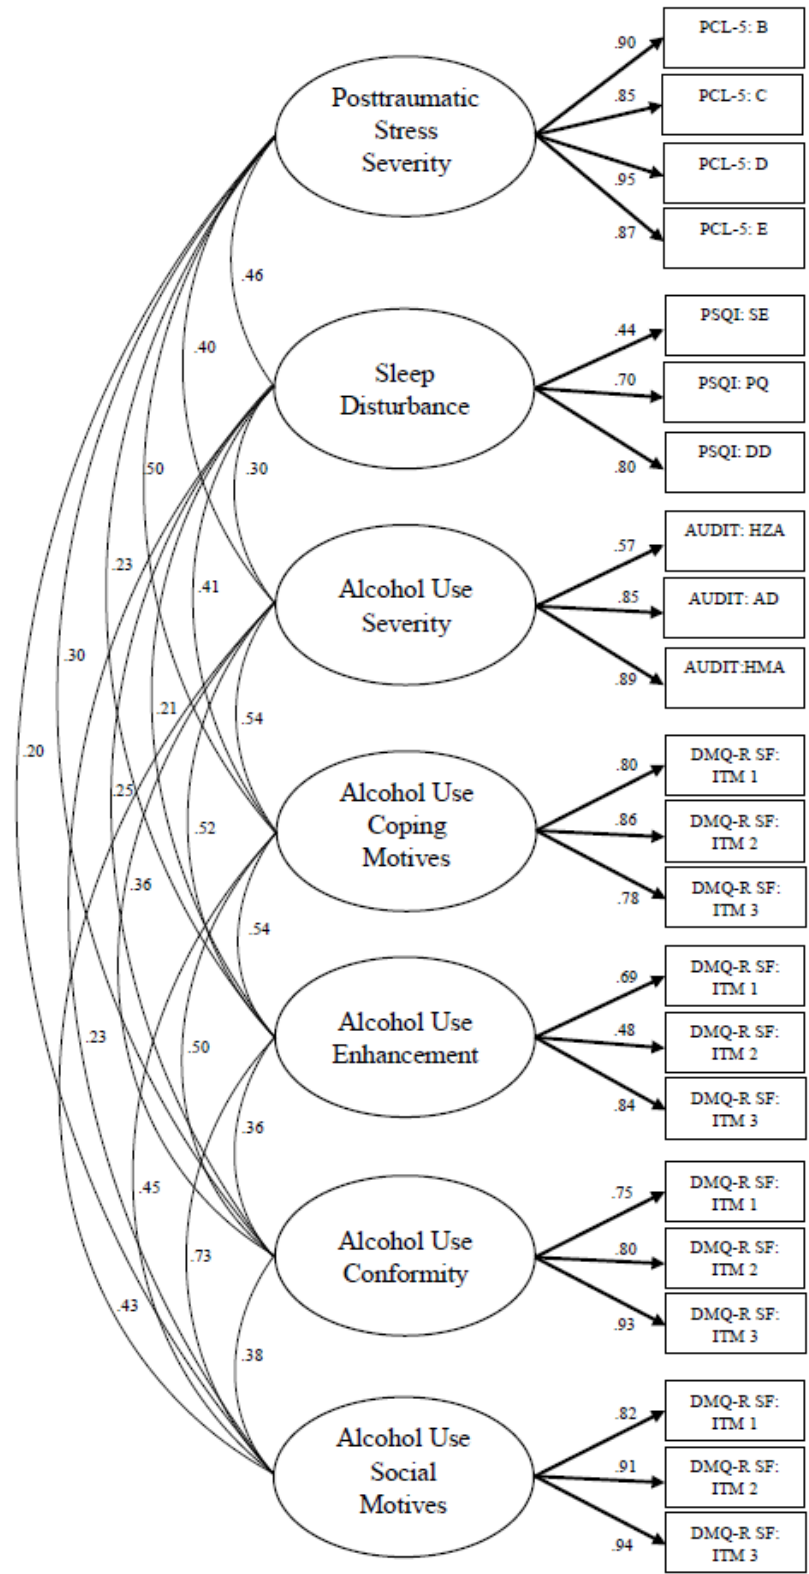 Posttraumatic
Stress
Severity
.90
PCL-5: B
.85
PCL-5: C
.95
PCL-5: D
.87
PCL-5: E
.46
.40
.50
.23
.30
.20
Sleep
Disturbance
.44
PSQI: SE
.70
PSQI: PQ
.80
PSQI: DD
.30
.41
.21
.25
.23
Alcohol Use
Severity
.57
AUDIT: HZA
.85
AUDIT: AD
.89
AUDIT:HMA
.54
.52
.36
.43
Alcohol Use
Coping
Motives
.80
DMQ-R SF:
ITM 1
.86
DMQ-R SF:
ITM 2
.78
DMQ-R SF:
ITM 3
.54
.50
.45
Alcohol Use
Enhancement
.69
DMQ-R SF:
ITM 1
.48
DMQ-R SF:
ITM 2
.84
DMQ-R SF:
ITM 3
.36
.73
Alcohol Use
Conformity
.75
DMQ-R SF:
ITM 1
.80
DMQ-R SF:
ITM 2
.93
DMQ-R SF:
ITM 3
.38
Alcohol Use
Social
Motives
.82
DMQ-R SF:
ITM 1
.91
DMQ-R SF:
ITM 2
.94
DMQ-R SF:
ITM 3